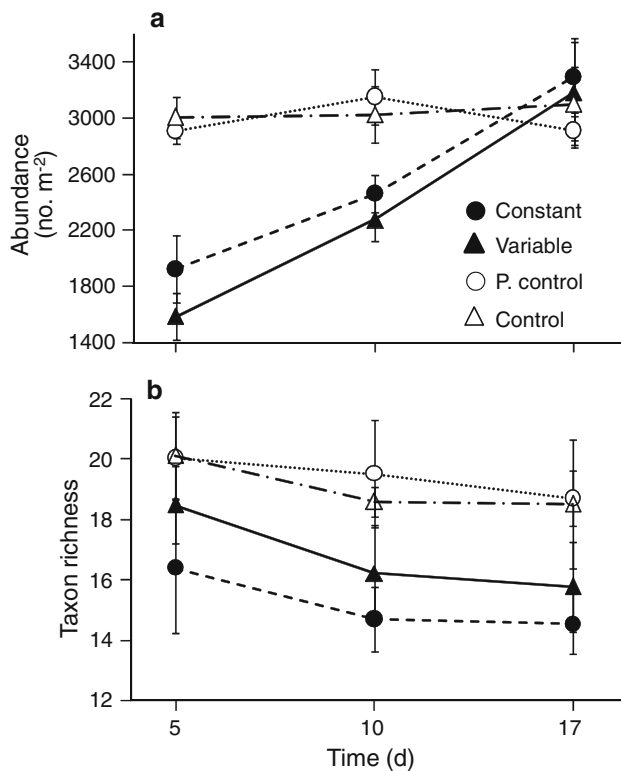 a
Abundance
(no. m⁻²)
3400
3000
2600
2200
1800
1400
Constant
Variable
P. control
Control
b
Taxon richness
22
20
18
16
14
12
5 10 17
Time (d)